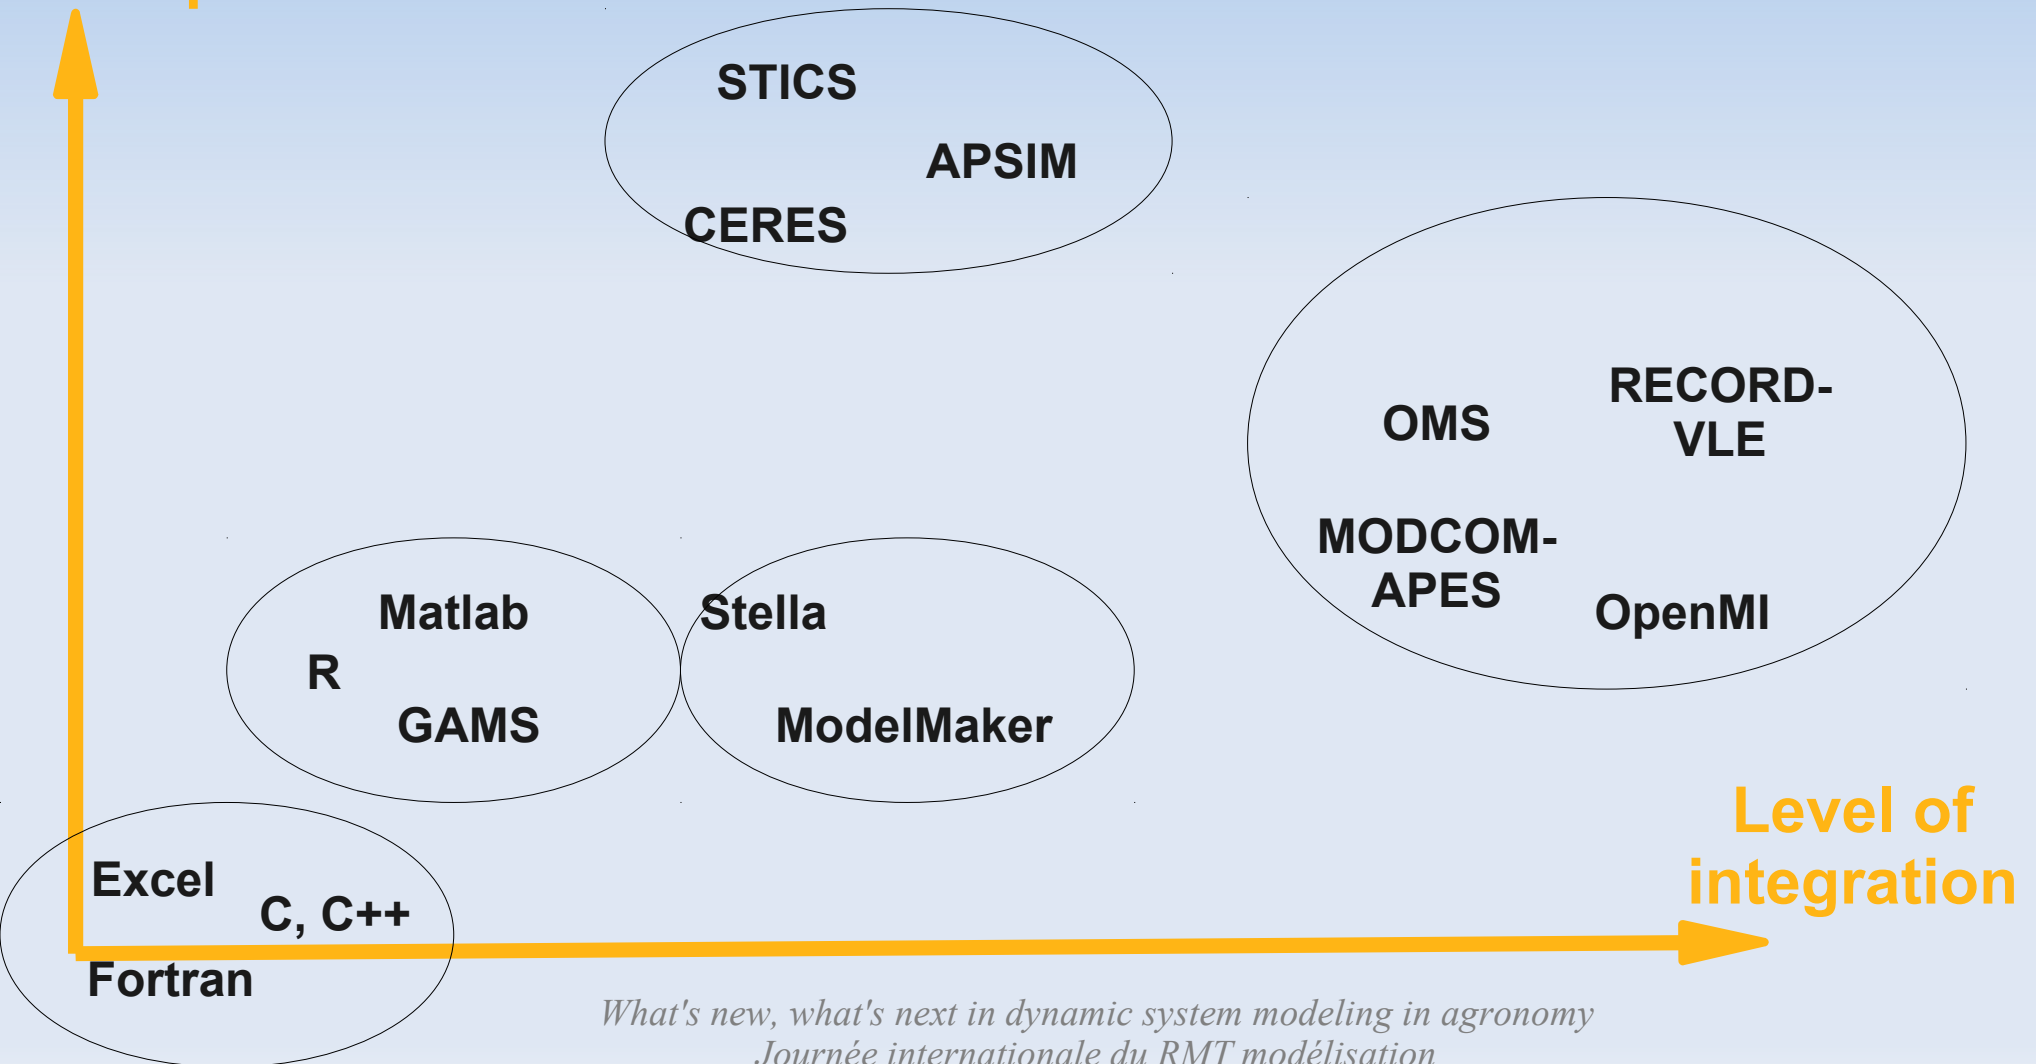 STICS
APSIM
CERES
RECORD-
VLE
OMS
MODCOM-
APES
OpenMI
Matlab
R
GAMS
Stella
ModelMaker
Level of
integration
Excel
C, C++
Fortran
What's new, what's next in dynamic system modeling in agronomy
Journée internationale du RMT modélisation